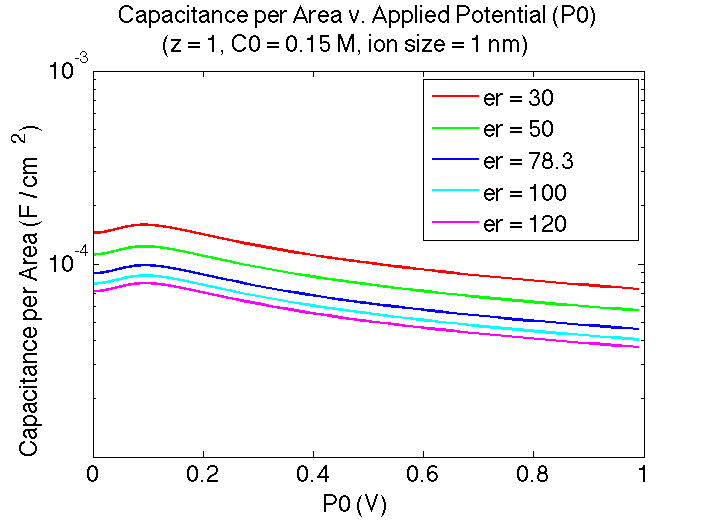 Capacitance per Area v. Applied Potential (P0)
(z = 1, C0 = 0.15 M, ion size = 1 nm)
10^-3
10^-4
Capacitance per Area (F / cm^2)
er = 30
er = 50
er = 78.3
er = 100
er = 120
0 0.2 0.4 0.6 0.8 1
P0 (V)